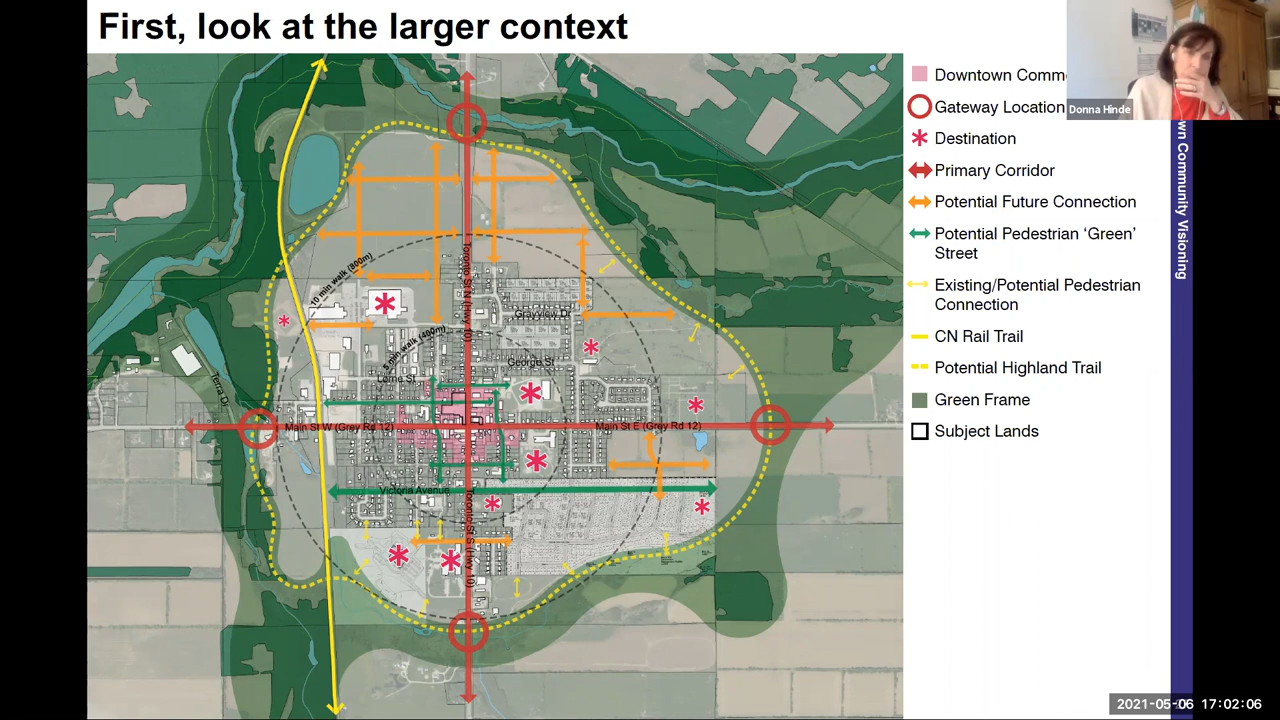 First, look at the larger context
Donna Hinde
Downtown Comm
Gateway Location
Destination
Primary Corridor
Potential Future Connection
Potential Pedestrian ‘Green’
Street
Existing/Potential Pedestrian
Connection
CN Rail Trail
Potential Highland Trail
Green Frame
Subject Lands
wn Community Visioning
10 min walk (800m)
5 min walk (400m)
Toronto St N (Hwy 10)
Grayview Dr
George St
Lorne St
Terra Dr
Main St W (Grey Rd 12)
Main St E (Grey Rd 12)
Victoria Avenue
Toronto St S (Hwy 10)
2021-05-06 17:02:06